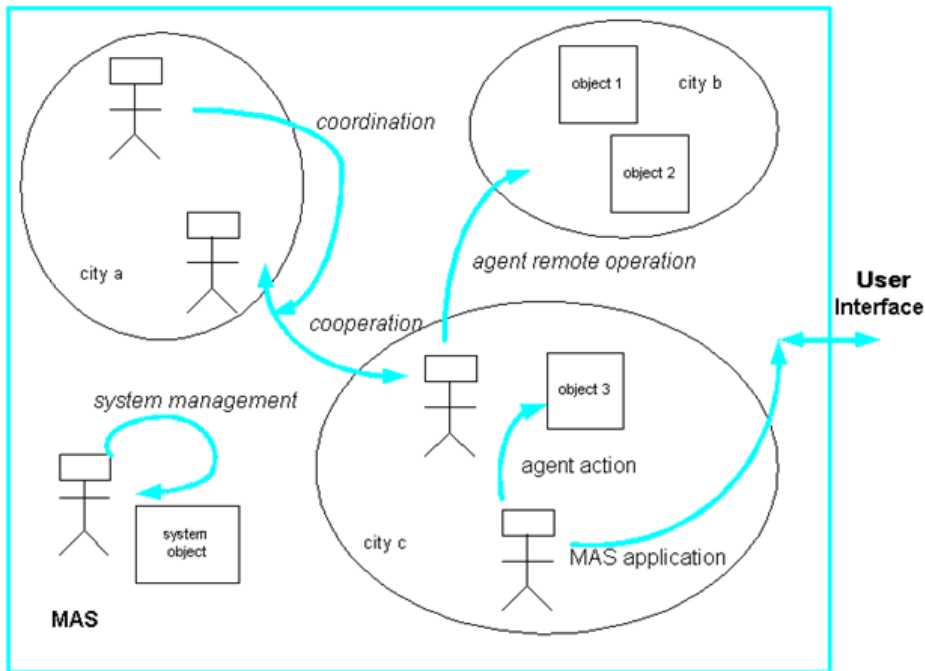 object 1
city b
coordination
object 2
city a
agent remote operation
User
Interface
cooperation
object 3
system management
agent action
system
object
city c
MAS application
MAS